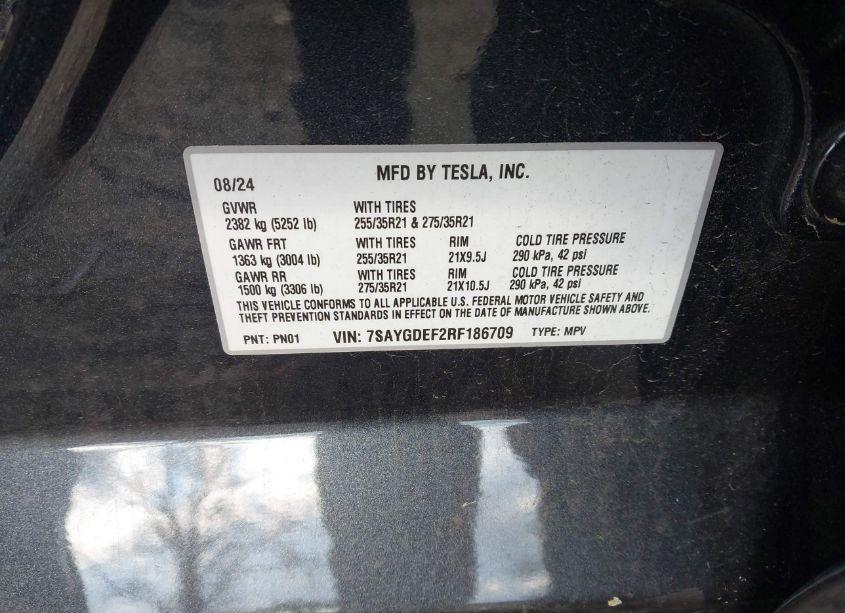 MFD BY TESLA, INC.
08/24
GVWR WITH TIRES
2382 kg (5252 lb) 255/35R21 & 275/35R21
GAWR FRT WITH TIRES RIM COLD TIRE PRESSURE
1363 kg (3004 lb) 255/35R21 21X9.5J 290 kPa, 42 psi
GAWR RR WITH TIRES RIM COLD TIRE PRESSURE
1500 kg (3306 lb) 275/35R21 21X10.5J 290 kPa, 42 psi
THIS VEHICLE CONFORMS TO ALL APPLICABLE U.S. FEDERAL MOTOR VEHICLE SAFETY AND
THEFT PREVENTION STANDARDS IN EFFECT ON THE DATE OF MANUFACTURE SHOWN ABOVE.
PNT: PN01 VIN: 7SAYGDEF2RF186709 TYPE: MPV